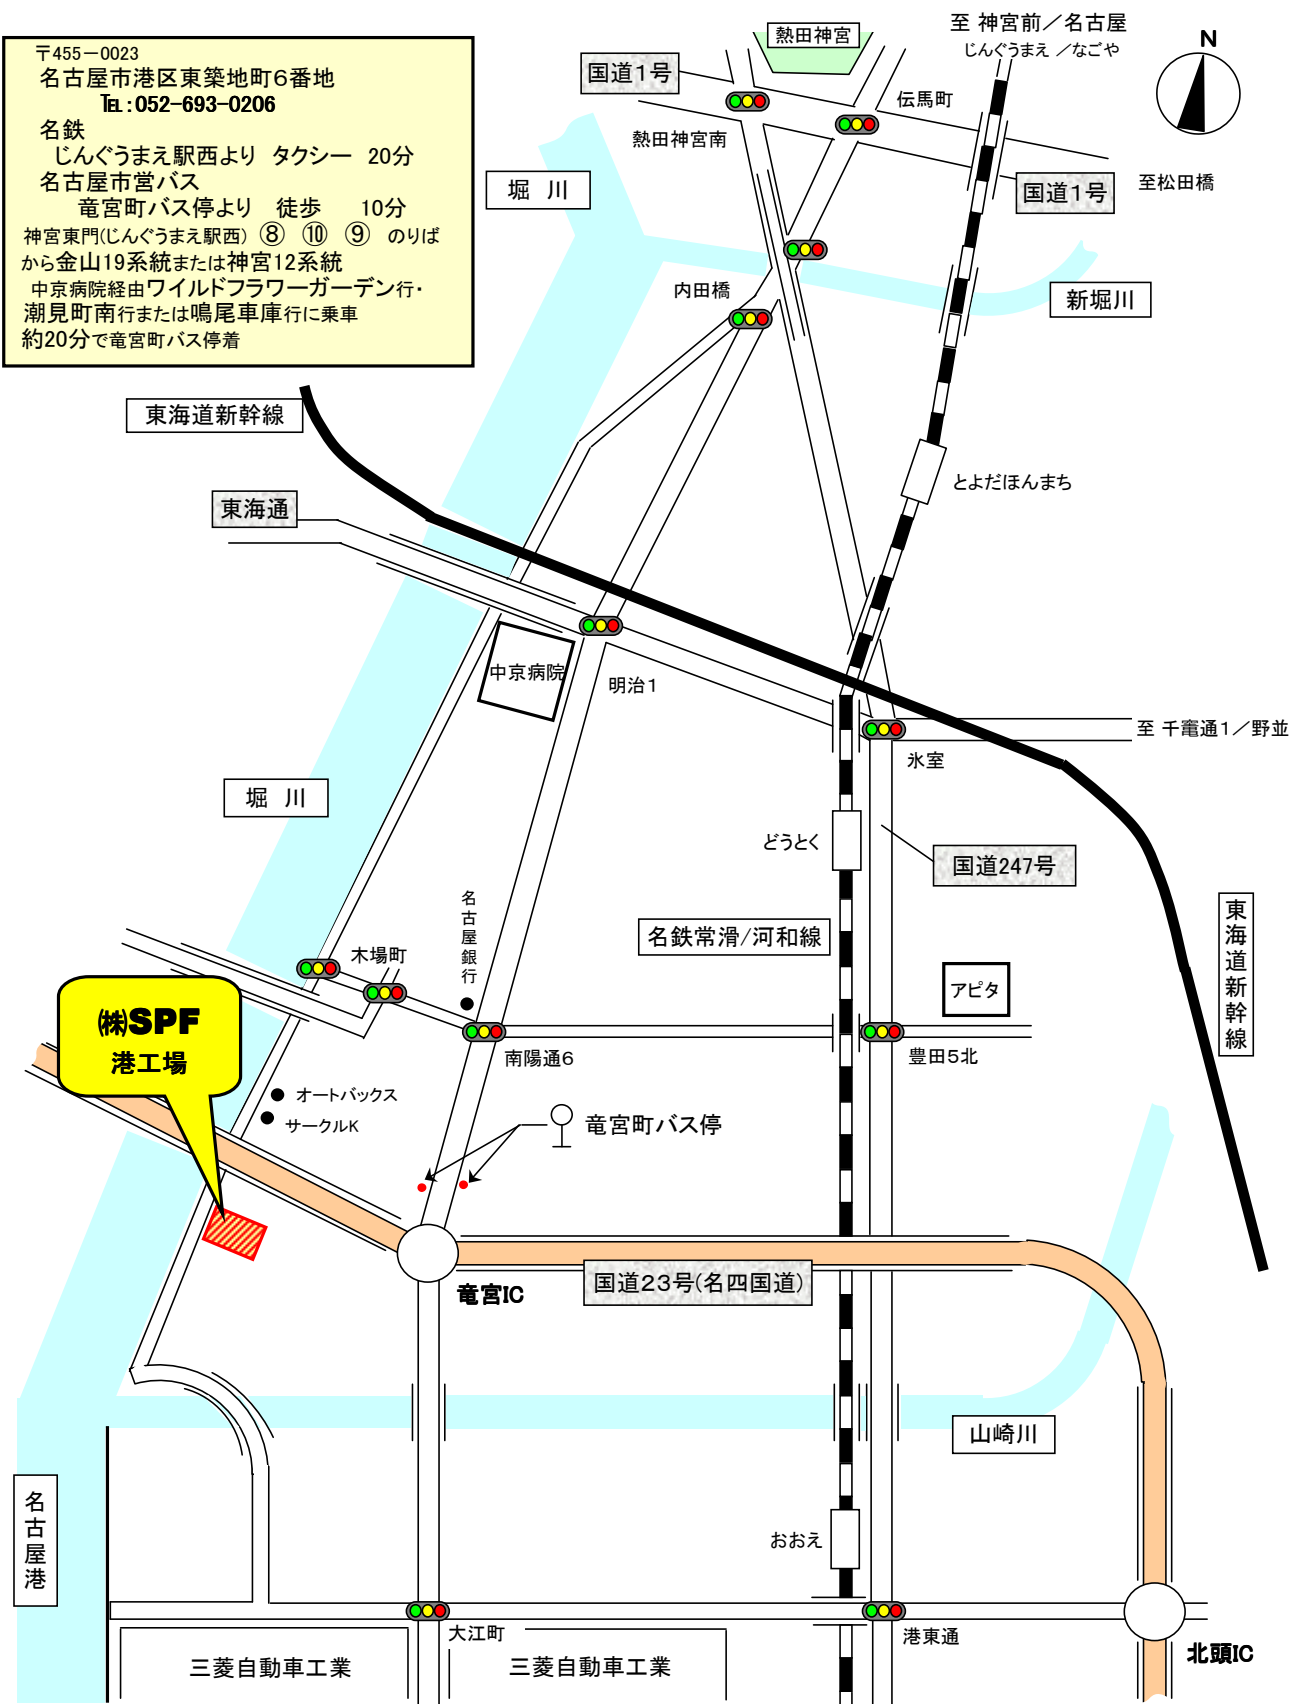 〒455－0023
名古屋市港区東築地町6番地
℡：052-693-0206
名鉄
じんぐうまえ駅西より タクシー 20分
名古屋市営バス
竜宮町バス停より 徒歩 10分
神宮東門(じんぐうまえ駅西) ⑧ ⑩ ⑨ のりば
から金山19系統または神宮12系統
中京病院経由ワイルドフラワーガーデン行・
潮見町南行または鳴尾車庫行に乗車
約20分で竜宮町バス停着
熱田神宮
至 神宮前／名古屋
じんぐうまえ ／なごや
N
国道1号
伝馬町
熱田神宮南
国道1号
至松田橋
堀 川
内田橋
新堀川
東海道新幹線
とよだほんまち
東海通
中京病院
明治1
至 千竈通1／野並
氷室
堀 川
どうとく
国道247号
名古屋銀行
名鉄常滑/河和線
東海道新幹線
木場町
アピタ
㈱SPF
港工場
南陽通6
豊田5北
オートバックス
サークルK
竜宮町バス停
竜宮IC
国道23号(名四国道)
山崎川
名古屋港
おおえ
大江町
港東通
北頭IC
三菱自動車工業
三菱自動車工業